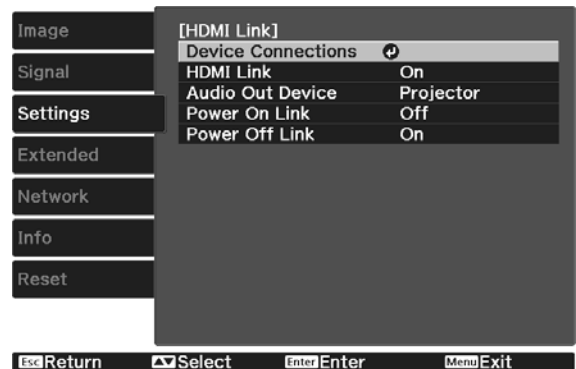 Image
Signal
Settings
Extended
Network
Info
Reset
[HDMI Link]
Device Connections
HDMI Link On
Audio Out Device Projector
Power On Link Off
Power Off Link On
Esc Return Select Enter Enter Menu Exit